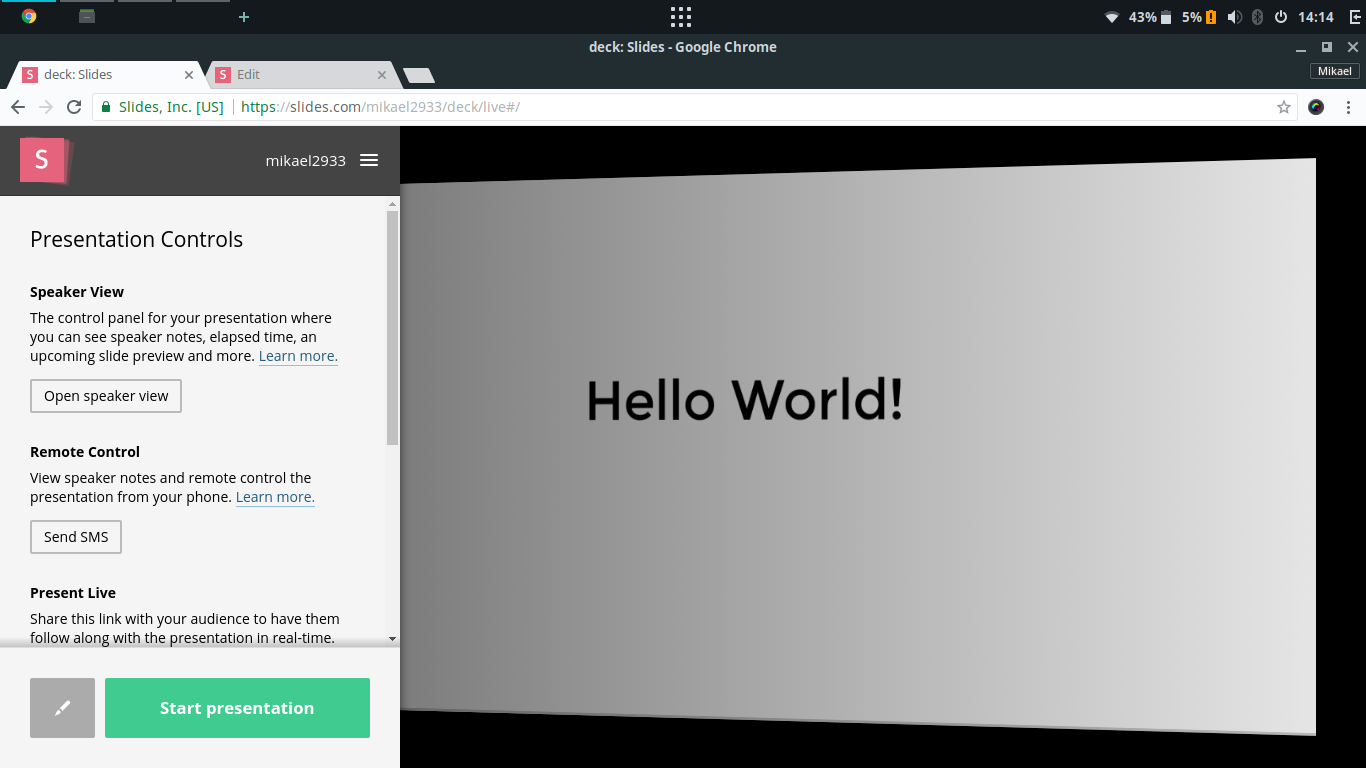 43% 5% 14:14
deck: Slides - Google Chrome
S deck: Slides
S Edit
Mikael
Slides, Inc. [US] https://slides.com/mikael2933/deck/live#/
S
mikael2933
Presentation Controls
Speaker View
The control panel for your presentation where
you can see speaker notes, elapsed time, an
upcoming slide preview and more. Learn more.
Open speaker view
Remote Control
View speaker notes and remote control the
presentation from your phone. Learn more.
Send SMS
Present Live
Share this link with your audience to have them
follow along with the presentation in real-time.
Start presentation
Hello World!